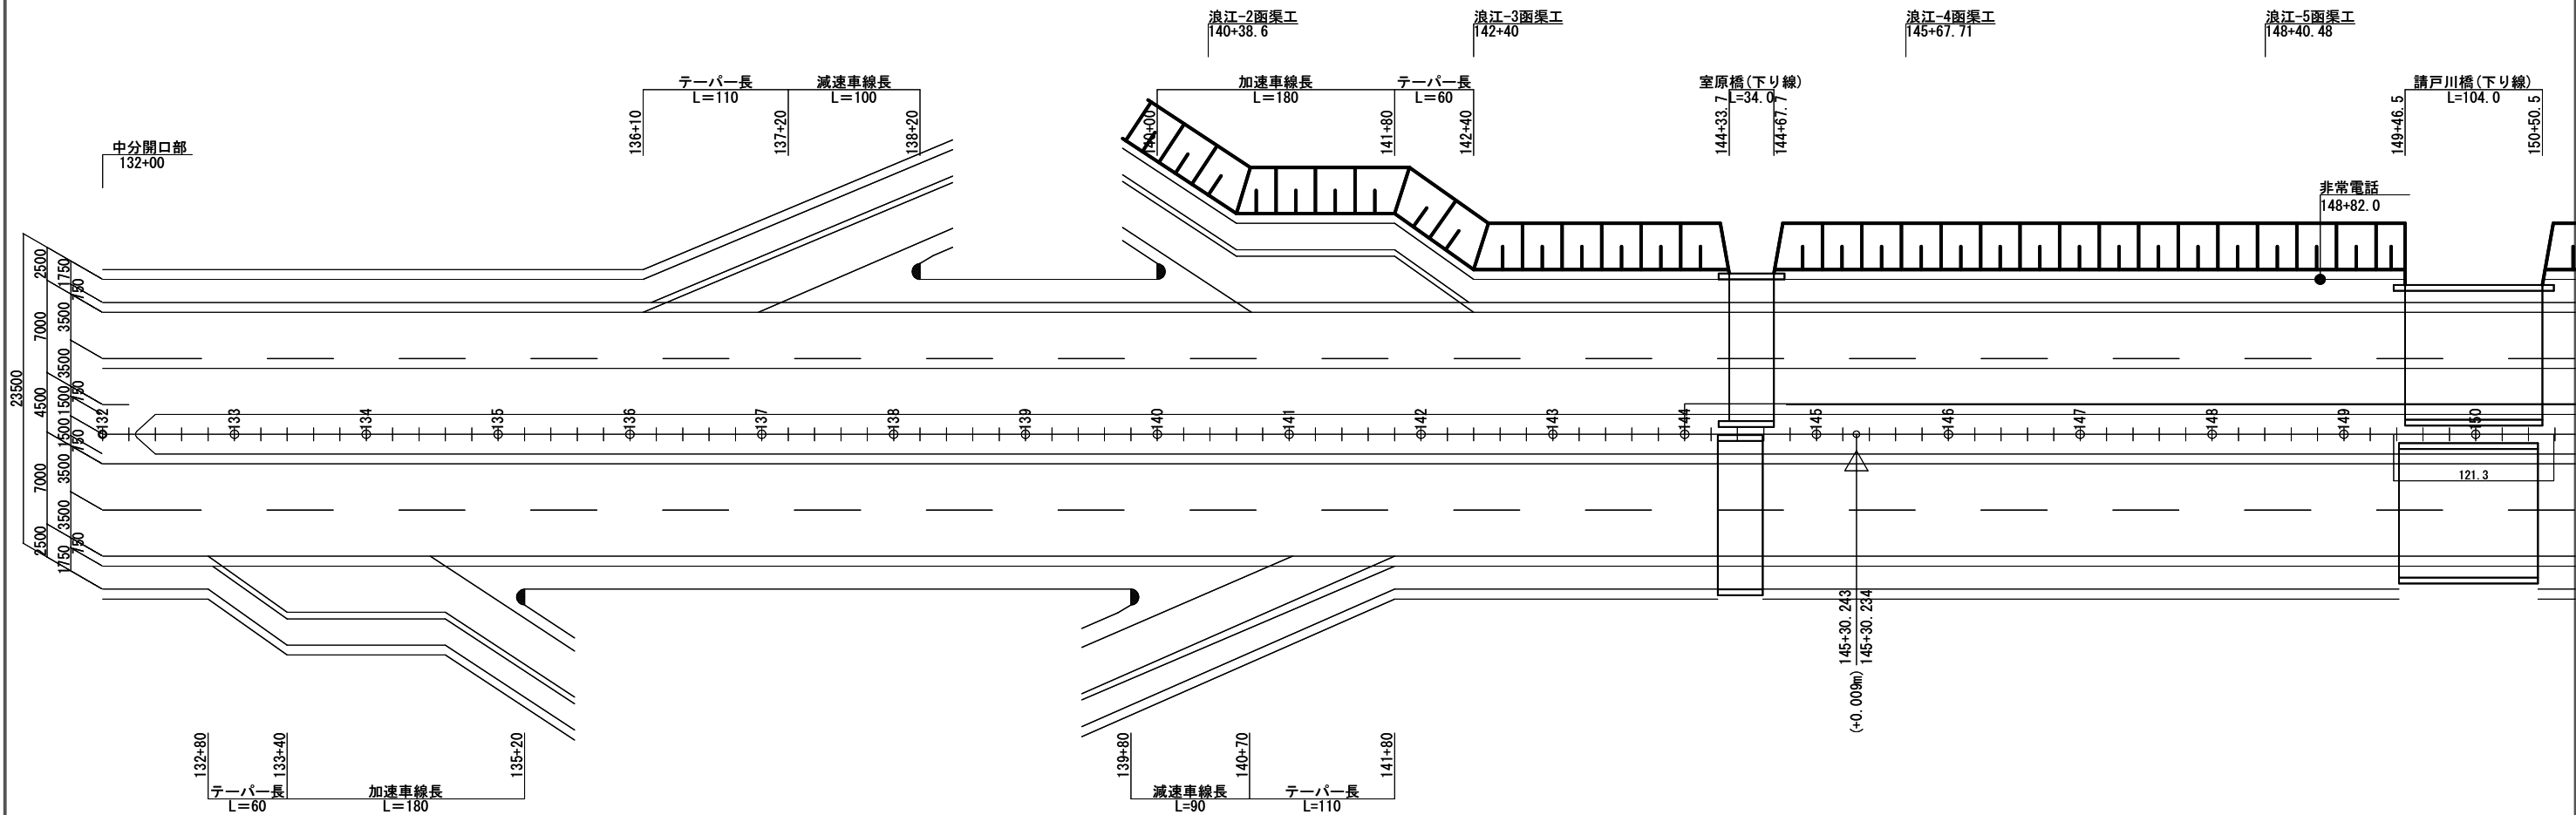 浪江-2函渠工
140+38.6
浪江-3函渠工
142+40
浪江-4函渠工
145+67.71
浪江-5函渠工
148+40.48
テーパー長
L=110
減速車線長
L=100
加速車線長
L=180
テーパー長
L=60
室原橋(下り線)
L=34.0
請戸川橋(下り線)
L=104.0
136+10
137+20
138+20
140+00
141+80
142+40
144+33.7
144+67.7
149+46.5
150+50.5
中分開口部
132+00
非常電話
148+82.0
23500
2500
7000
4500
7000
2500
1750
750
3500
3500
750
1500
1500
750
3500
3500
750
1750
132
133
134
135
136
137
138
139
140
141
142
143
144
145
146
147
148
149
150
121.3
145+30.243
145+30.234
(+0.009m)
132+80
133+40
135+20
139+80
140+70
141+80
テーパー長
L=60
加速車線長
L=180
減速車線長
L=90
テーパー長
L=110